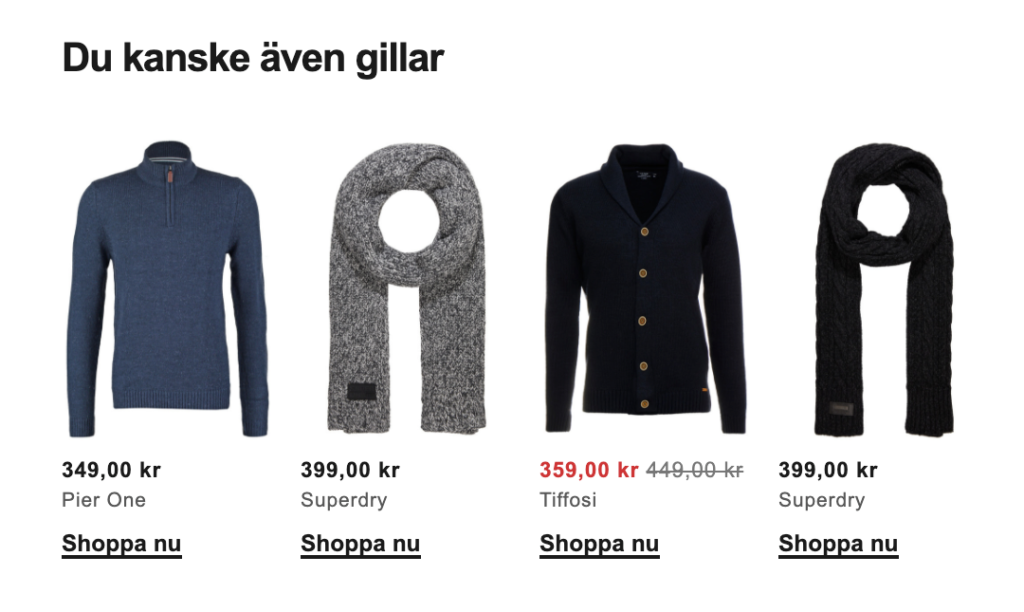 Du kanske även gillar
349,00 kr
Pier One
Shoppa nu
399,00 kr
Superdry
Shoppa nu
359,00 kr 449,00 kr
Tiffosi
Shoppa nu
399,00 kr
Superdry
Shoppa nu